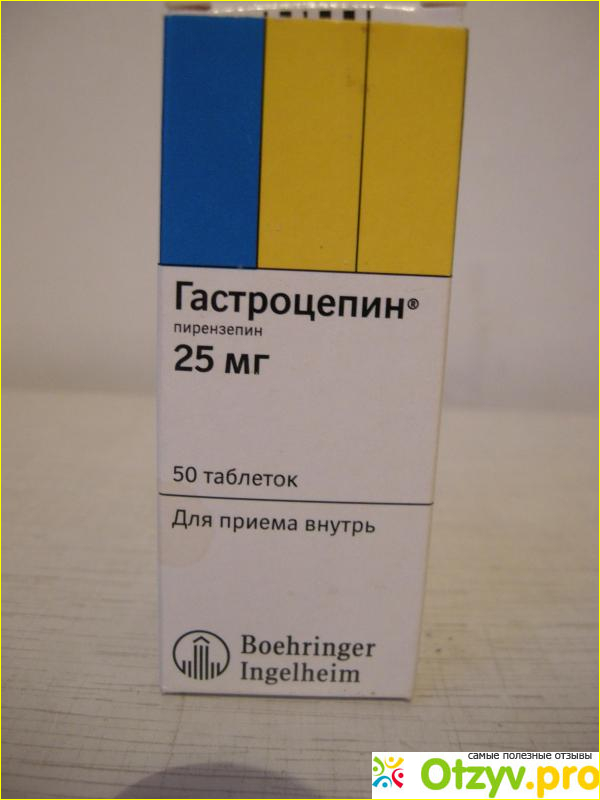 Гастроцепин®
пирензепин
25 мг
50 таблеток
Для приема внутрь
Boehringer
Ingelheim
самые полезные отзывы
Otzyv.pro